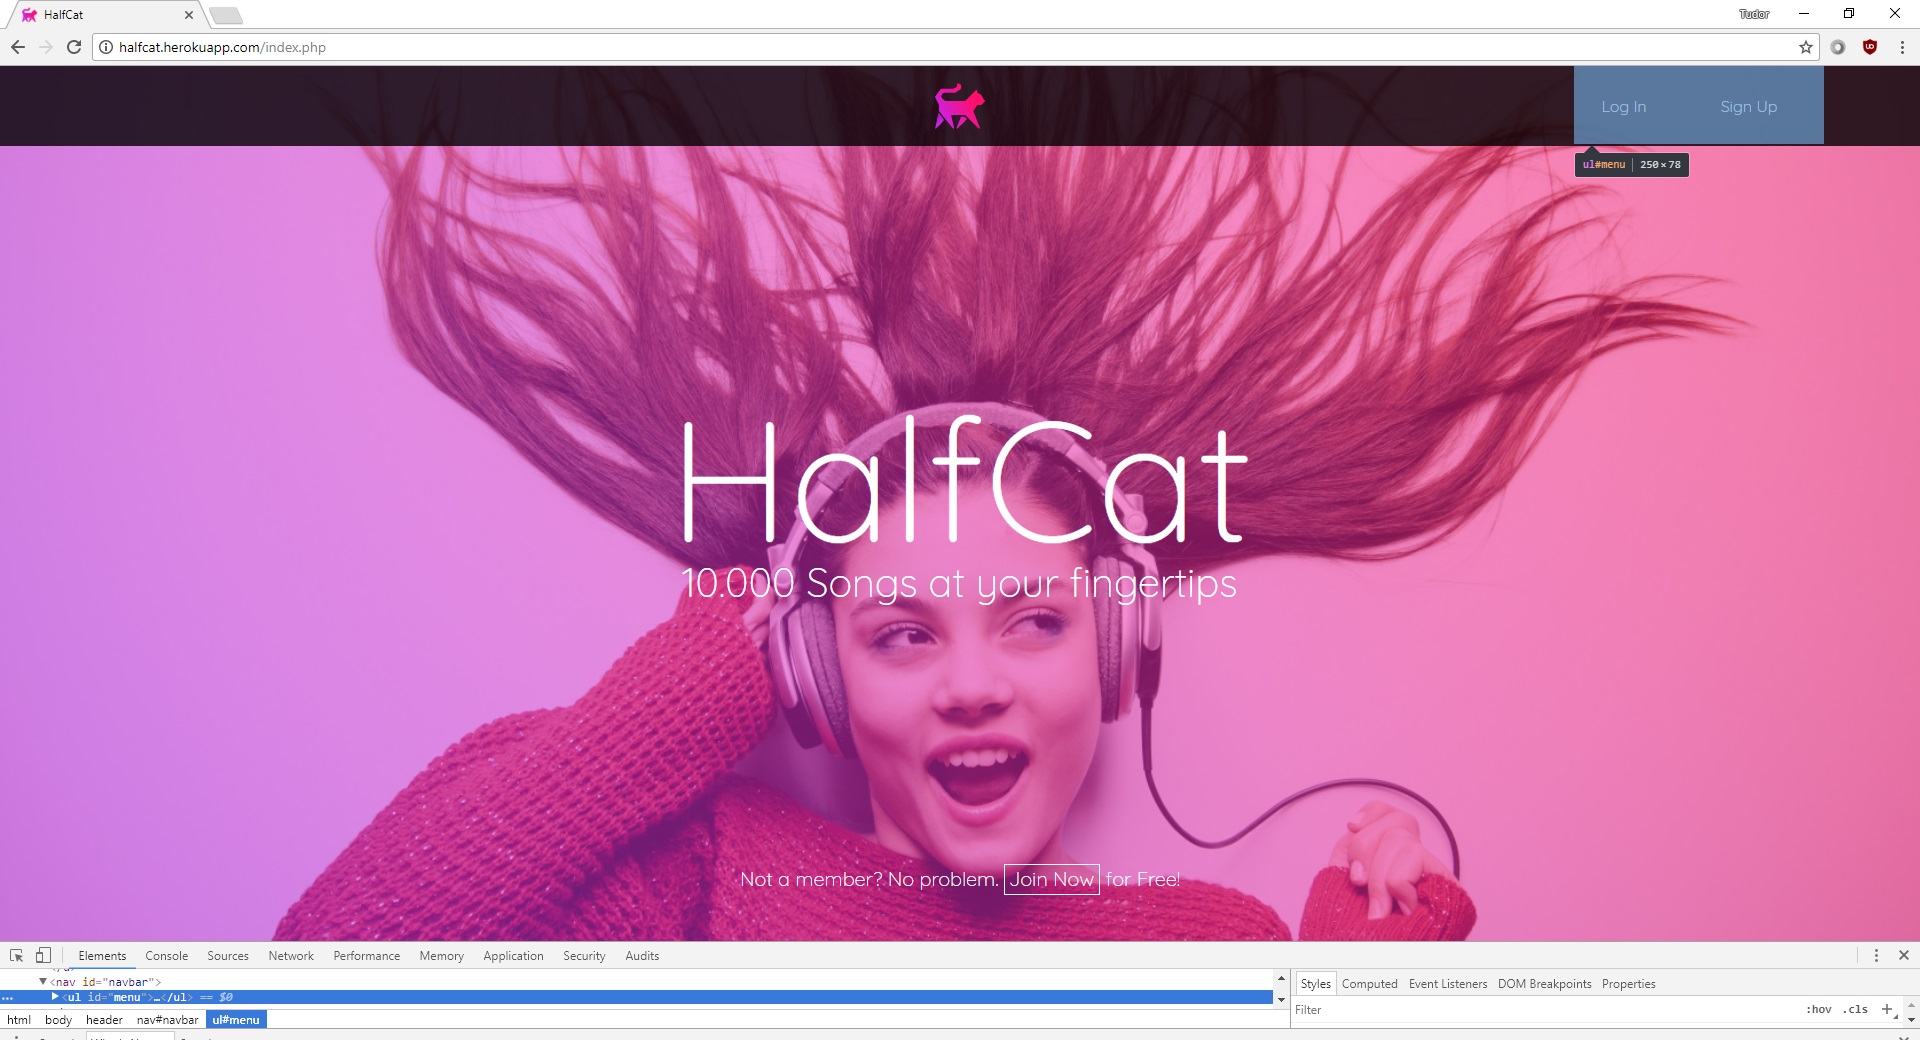 HalfCat
Tudor
halfcat.herokuapp.com/index.php
Log In Sign Up
ul#menu 250 × 78
HalfCat
10.000 Songs at your fingertips
Not a member? No problem. Join Now for Free!
Elements Console Sources Network Performance Memory Application Security Audits
<nav id="navbar">
<ul id="menu">…</ul> == $0
html body header nav#navbar ul#menu
Styles Computed Event Listeners DOM Breakpoints Properties
Filter :hov .cls